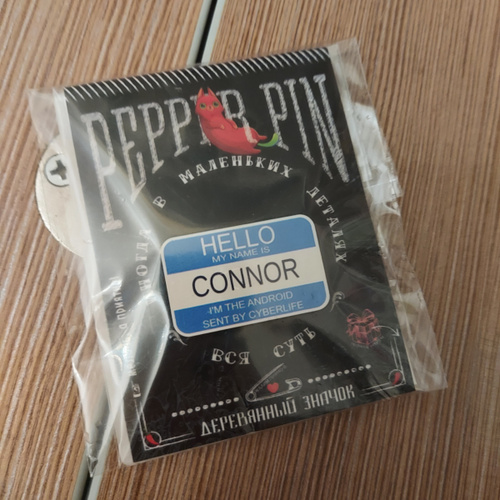 PEPPER PIN
ИНОГДА В МАЛЕНЬКИХ ДЕТАЛЯХ
HELLO
MY NAME IS
CONNOR
I'M THE ANDROID
SENT BY CYBERLIFE
ВСЯ СУТЬ
ДЕРЕВЯННЫЙ ЗНАЧОК